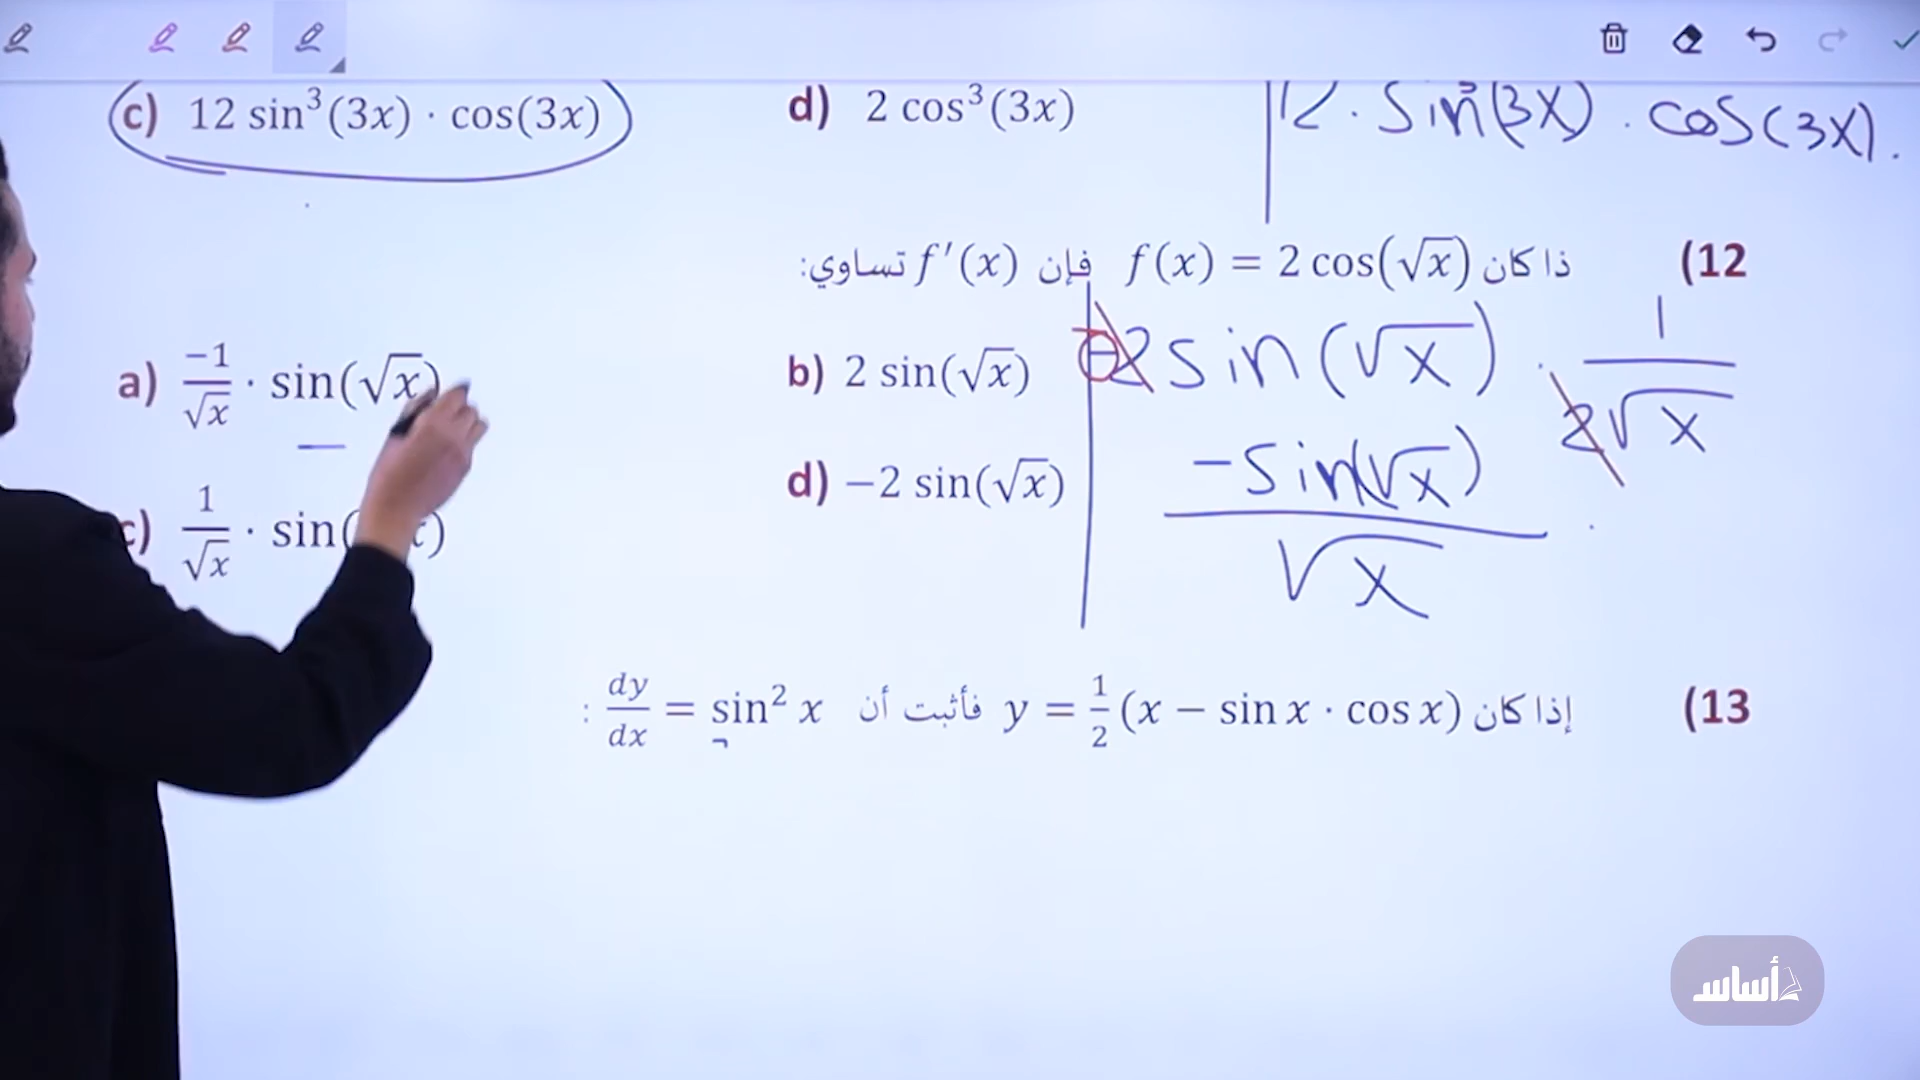 c) 12 sin³(3x) · cos(3x)
d) 2 cos³(3x)
12 · sin³(3x) · cos(3x).
(12 ذا كان f(x) = 2 cos(√x) فإن f′(x) تساوي:
a) -1/√x · sin(√x)
b) 2 sin(√x)
-2 sin(√x) · 1/2√x
c) 1/√x · sin(
d) −2 sin(√x)
-sin(√x)/√x
(13 إذا كان y = 1/2 (x − sin x · cos x) فأثبت أن dy/dx = sin² x :
أساس